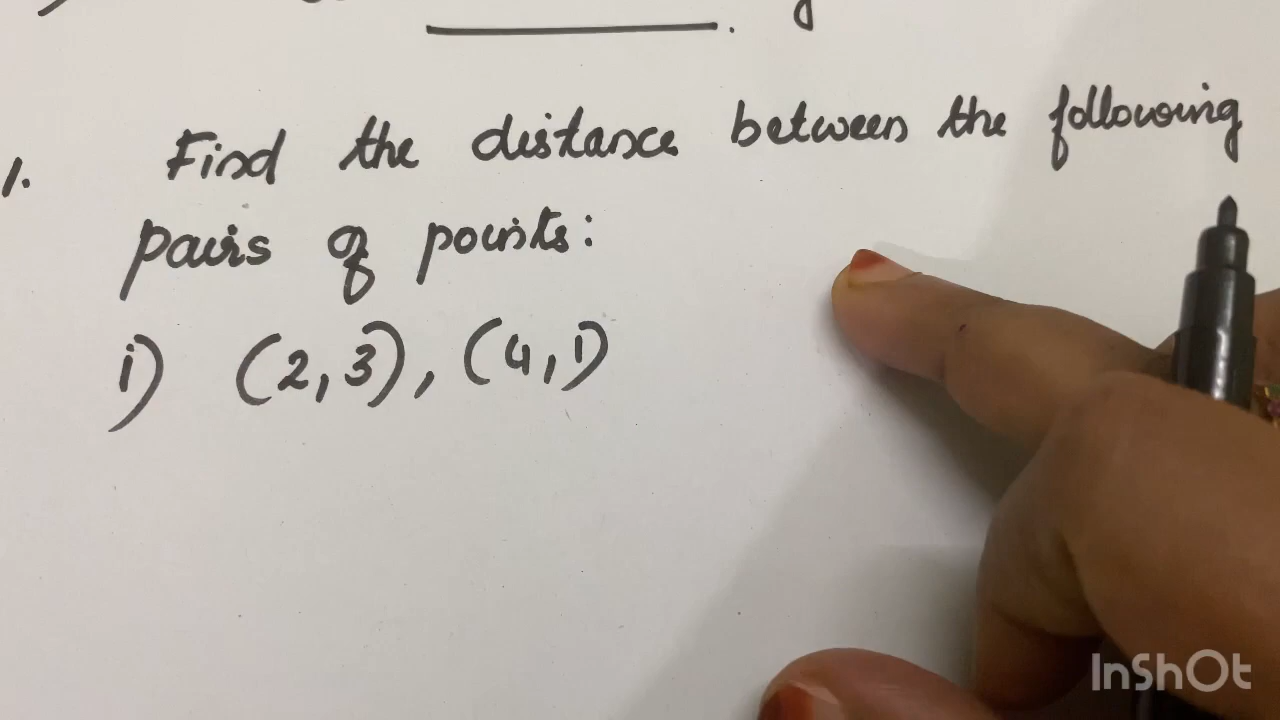 1. Find the distance between the following
pairs of points:
i) (2,3), (4,1)
InShOt